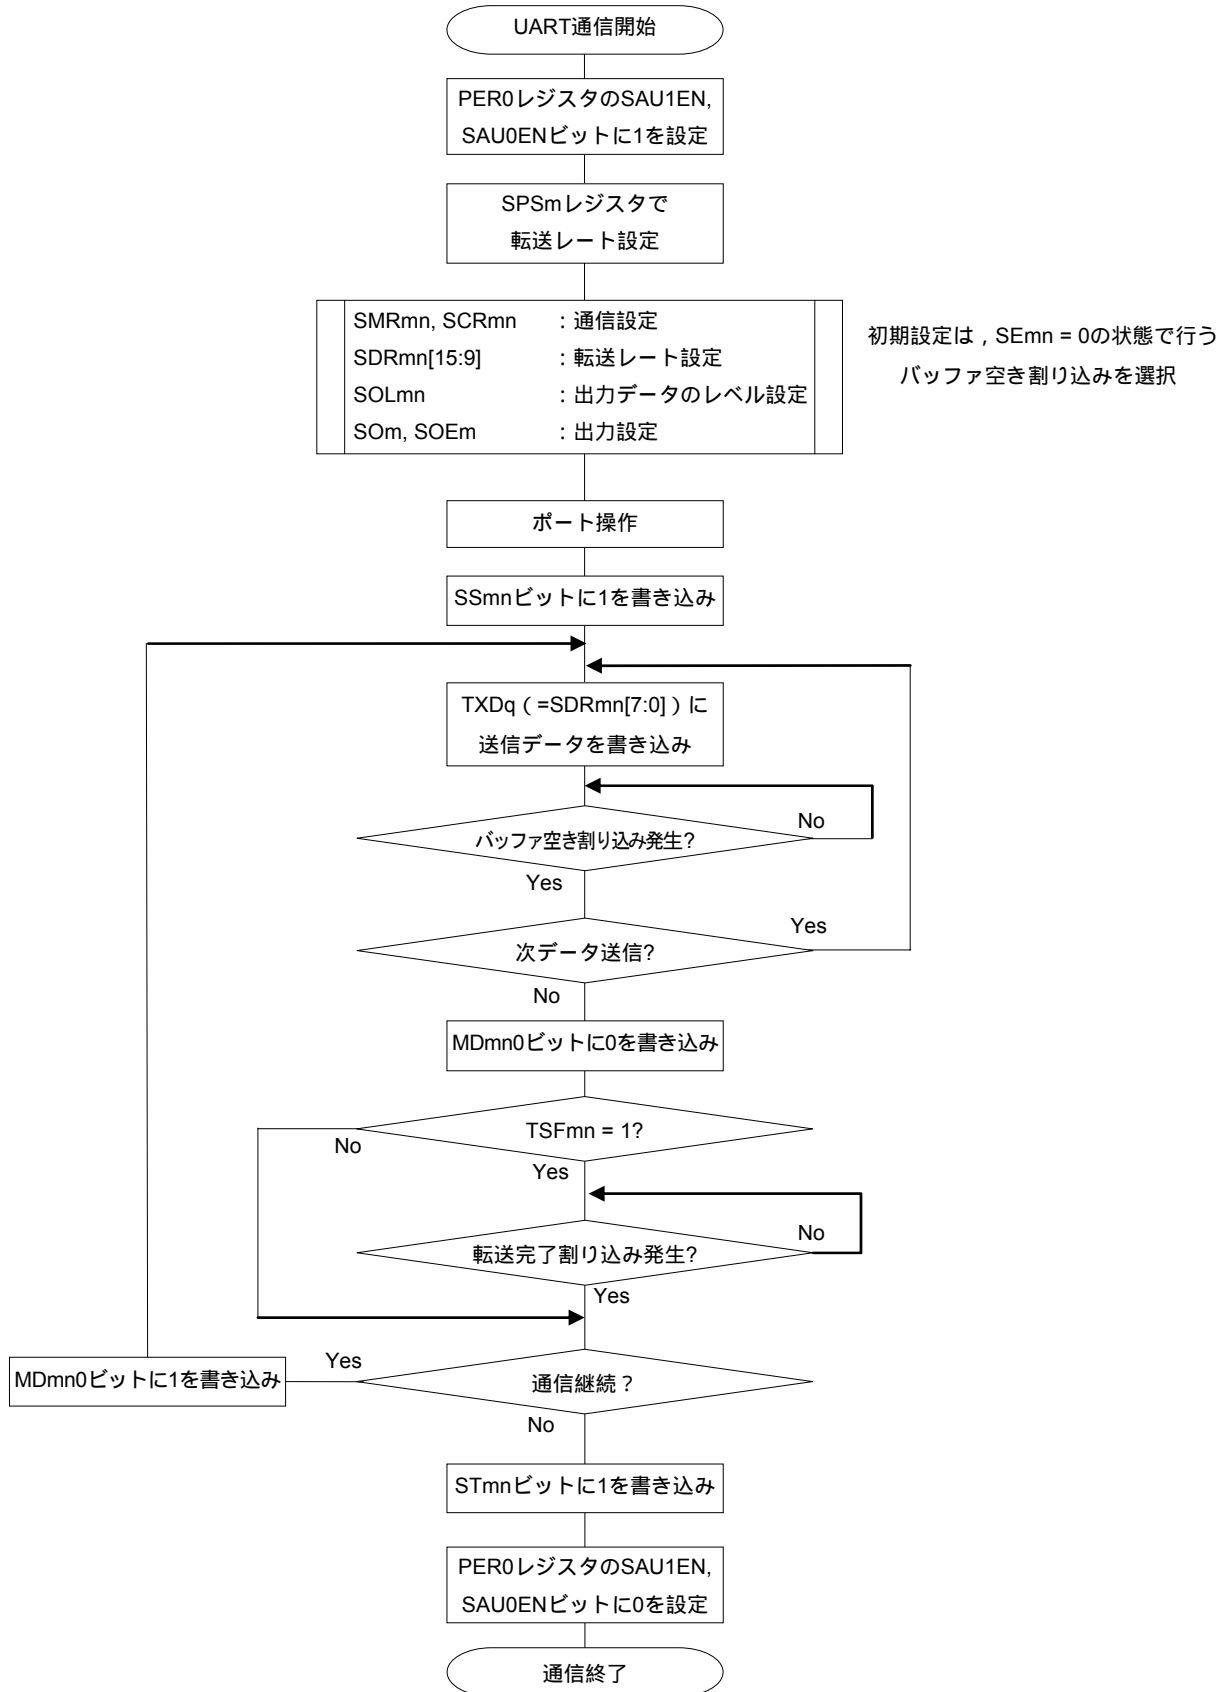 UART通信開始
PER0レジスタのSAU1EN,
SAU0ENビットに1を設定
SPSmレジスタで
転送レート設定
SMRmn, SCRmn ：通信設定
SDRmn[15:9] ：転送レート設定
SOLmn ：出力データのレベル設定
SOm, SOEm ：出力設定
初期設定は，SEmn = 0の状態で行う
バッファ空き割り込みを選択
ポート操作
SSmnビットに1を書き込み
TXDq（=SDRmn[7:0]）に
送信データを書き込み
No
バッファ空き割り込み発生?
Yes
Yes
次データ送信?
No
MDmn0ビットに0を書き込み
TSFmn = 1?
No
Yes
No
転送完了割り込み発生?
Yes
Yes
MDmn0ビットに1を書き込み
通信継続？
No
STmnビットに1を書き込み
PER0レジスタのSAU1EN,
SAU0ENビットに0を設定
通信終了